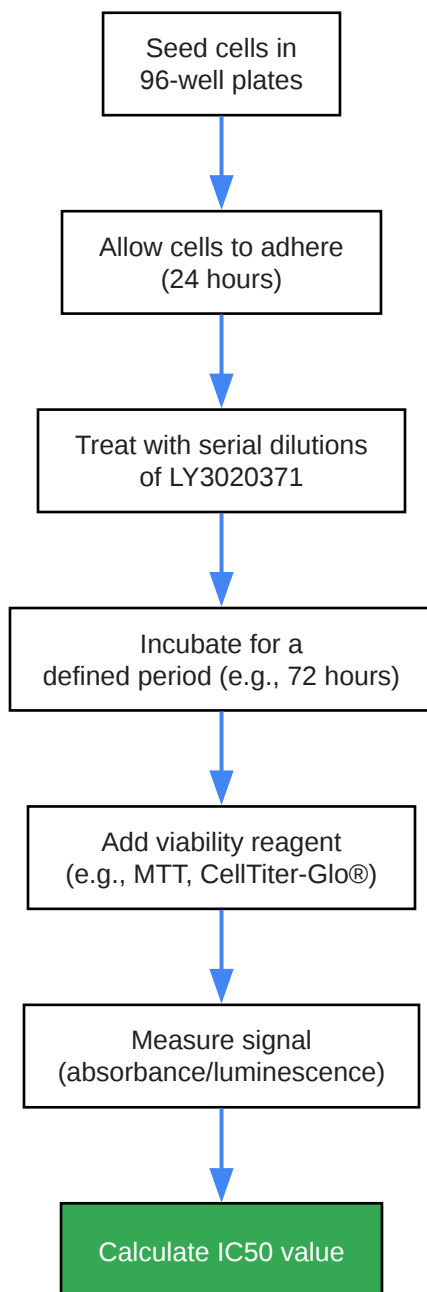 Seed cells in
96-well plates
Allow cells to adhere
(24 hours)
Treat with serial dilutions
of LY3020371
Incubate for a
defined period (e.g., 72 hours)
Add viability reagent
(e.g., MTT, CellTiter-Glo®)
Measure signal
(absorbance/luminescence)
Calculate IC50 value